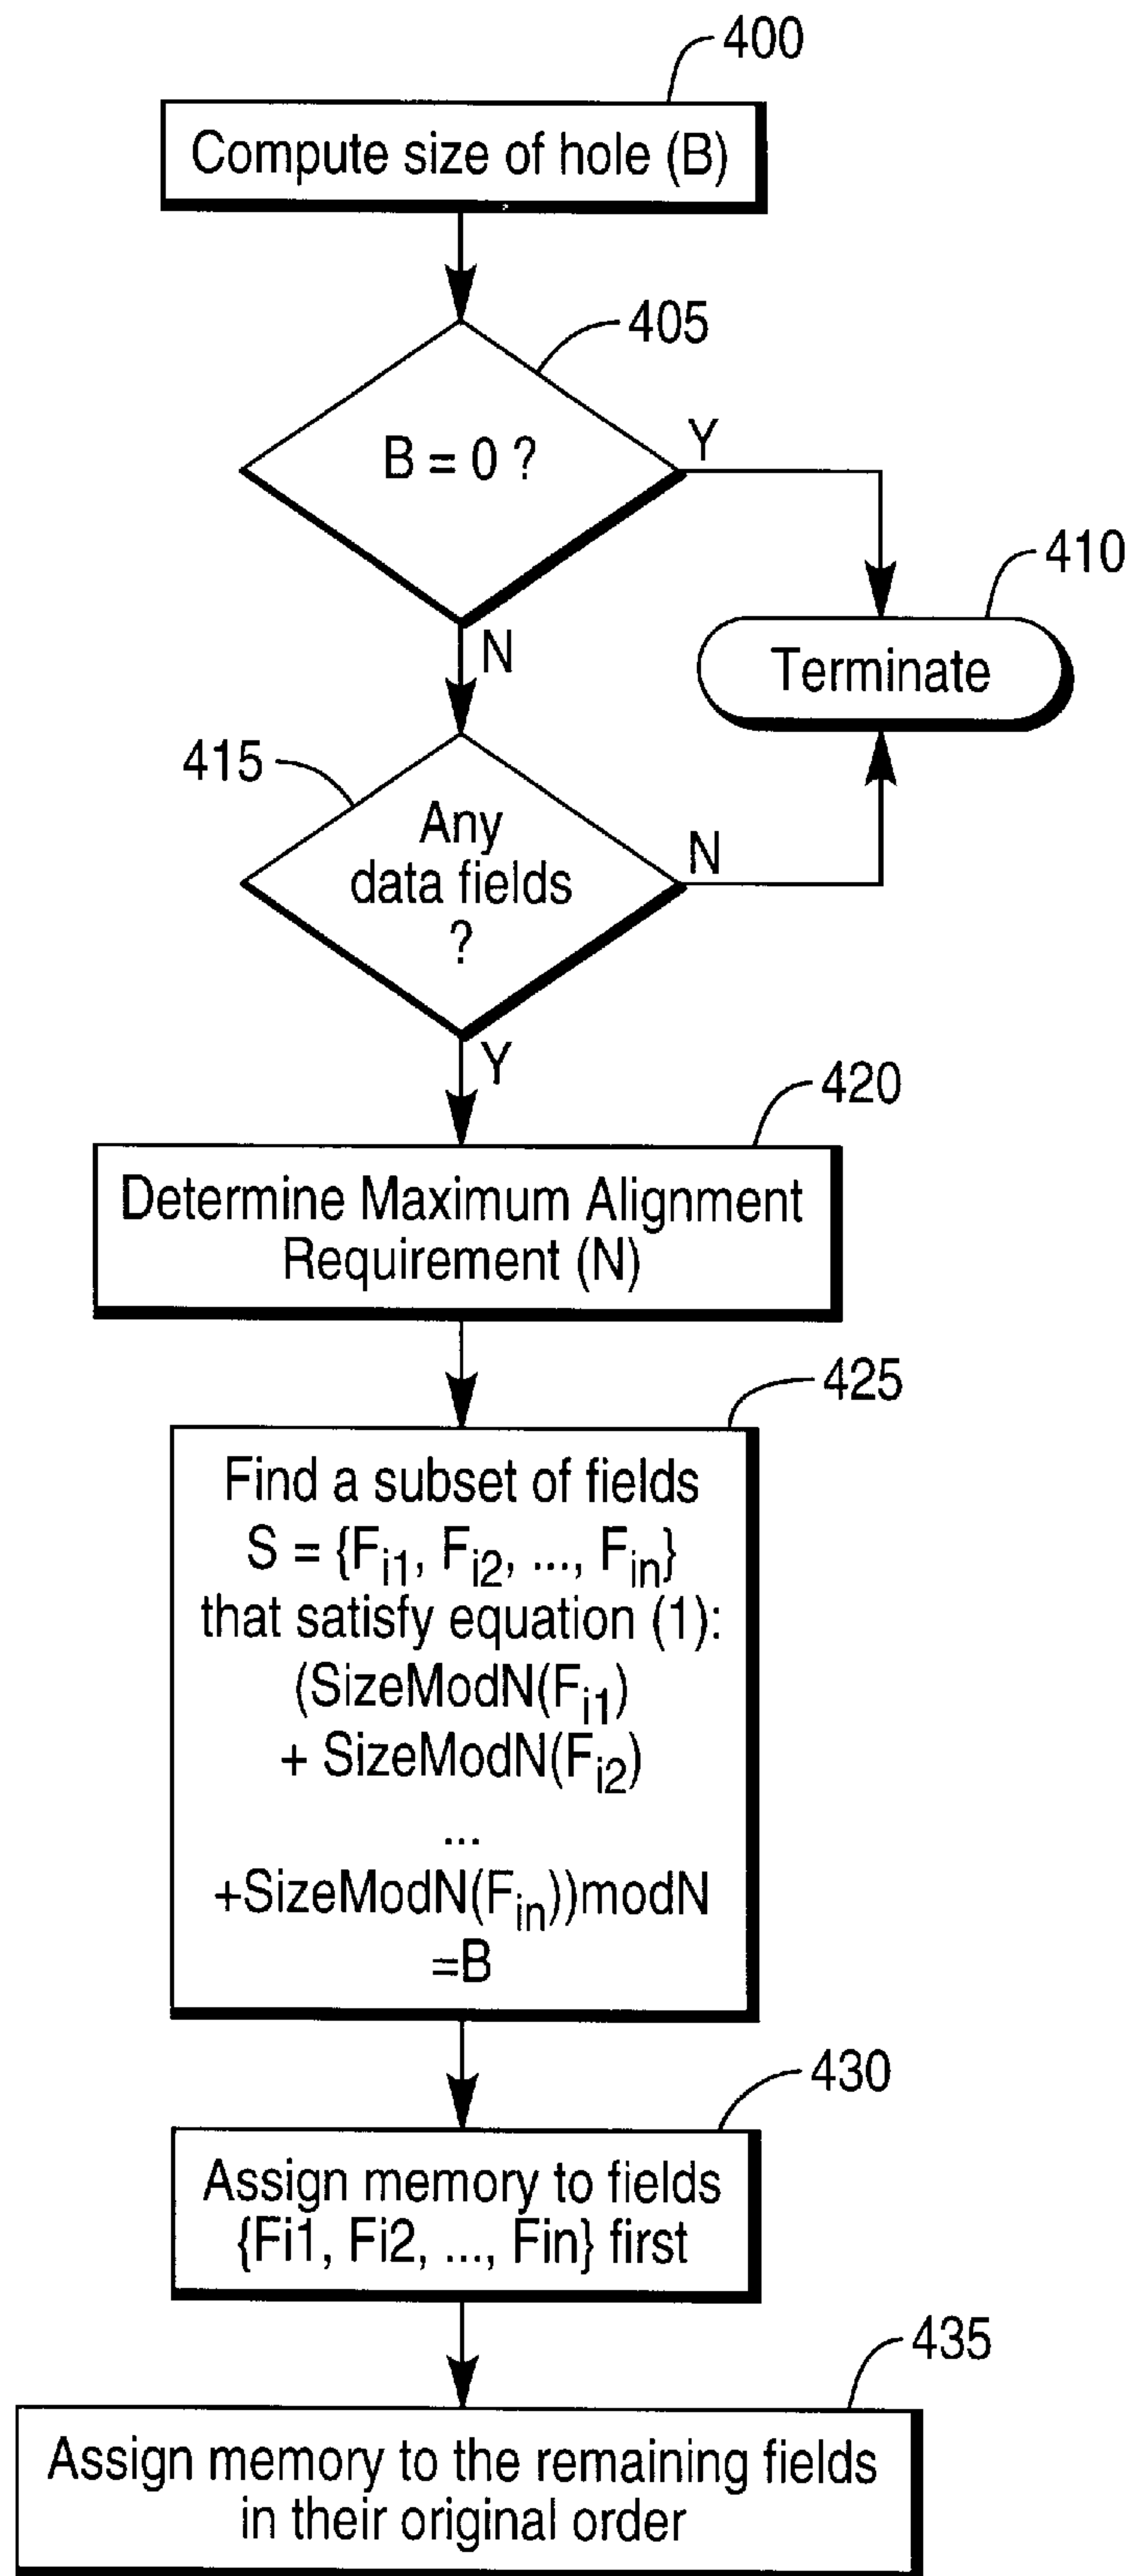 400
Compute size of hole (B)
405
B = 0 ?
Y
410
Terminate
N
415
Any
data fields
?
N
Y
420
Determine Maximum Alignment
Requirement (N)
425
Find a subset of fields
S = {Fi1, Fi2, ..., Fin}
that satisfy equation (1):
(SizeModN(Fi1)
+ SizeModN(Fi2)
...
+SizeModN(Fin))modN
=B
430
Assign memory to fields
{Fi1, Fi2, ..., Fin} first
435
Assign memory to the remaining fields
in their original order